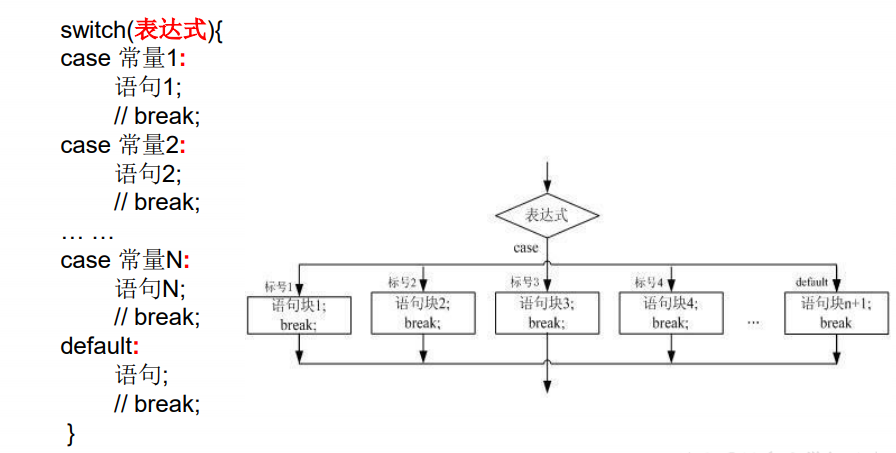 switch(表达式){
case 常量1:
语句1;
// break;
case 常量2:
语句2;
// break;
… …
case 常量N:
语句N;
// break;
default:
语句;
// break;
}
表达式
case
标号1
标号2
标号3
标号4
default
语句块1;
break;
语句块2;
break;
语句块3;
break;
语句块4;
break;
...
语句块n+1;
break